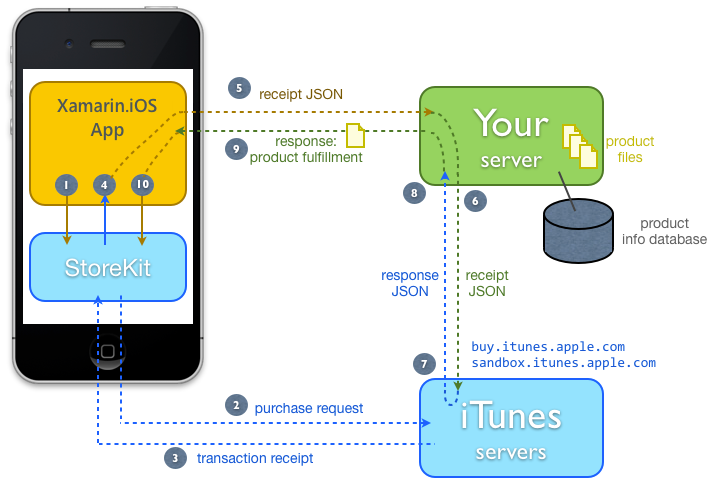 Xamarin.iOS
App
1
4
10
StoreKit
5
receipt JSON
9
response:
product fulfillment
Your
server
product
files
8
6
product
info database
response
JSON
receipt
JSON
buy.itunes.apple.com
sandbox.itunes.apple.com
7
iTunes
servers
2
purchase request
3
transaction receipt